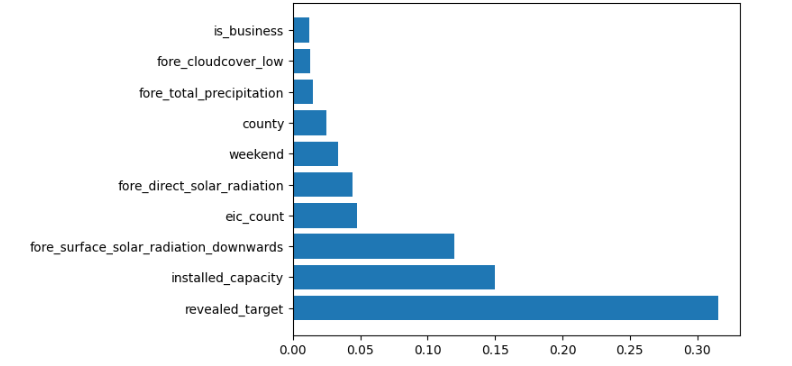 is_business
fore_cloudcover_low
fore_total_precipitation
county
weekend
fore_direct_solar_radiation
eic_count
fore_surface_solar_radiation_downwards
installed_capacity
revealed_target
0.00 0.05 0.10 0.15 0.20 0.25 0.30